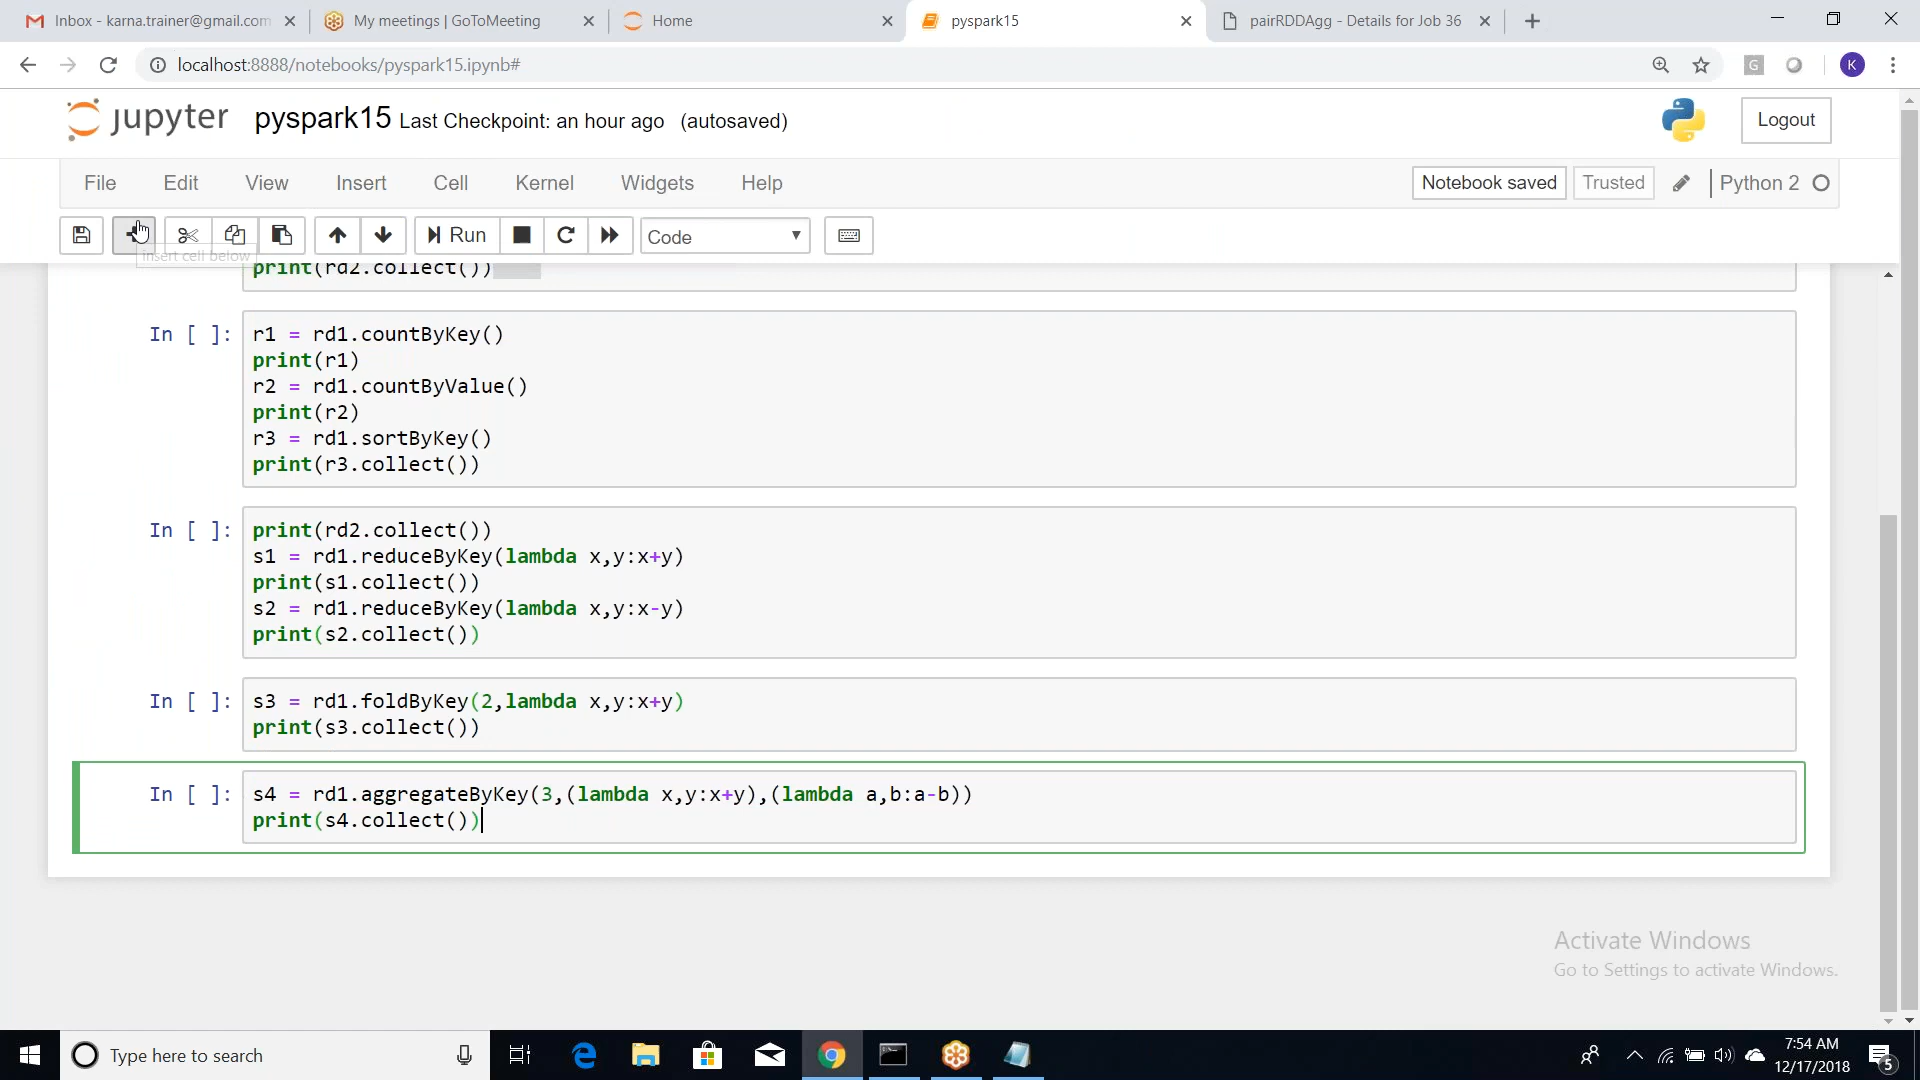 Inbox - karna.trainer@gmail.com
My meetings | GoToMeeting
Home
pyspark15
pairRDDAgg - Details for Job 36
localhost:8888/notebooks/pyspark15.ipynb#
G
K
jupyter pyspark15 Last Checkpoint: an hour ago (autosaved)
Logout
File Edit View Insert Cell Kernel Widgets Help
Notebook saved Trusted Python 2
Run Code
Insert cell below
print(rd2.collect())
In [ ]: r1 = rd1.countByKey()
print(r1)
r2 = rd1.countByValue()
print(r2)
r3 = rd1.sortByKey()
print(r3.collect())
In [ ]: print(rd2.collect())
s1 = rd1.reduceByKey(lambda x,y:x+y)
print(s1.collect())
s2 = rd1.reduceByKey(lambda x,y:x-y)
print(s2.collect())
In [ ]: s3 = rd1.foldByKey(2,lambda x,y:x+y)
print(s3.collect())
In [ ]: s4 = rd1.aggregateByKey(3,(lambda x,y:x+y),(lambda a,b:a-b))
print(s4.collect())
Activate Windows
Go to Settings to activate Windows.
Type here to search
7:54 AM
12/17/2018
5